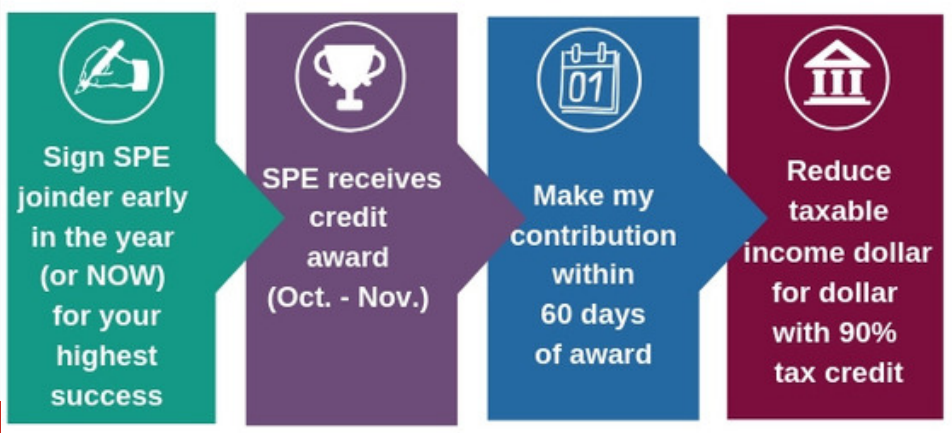 Sign SPE
joinder early
in the year
(or NOW)
for your
highest
success
SPE receives
credit
award
(Oct. - Nov.)
01
Make my
contribution
within
60 days
of award
Reduce
taxable
income dollar
for dollar
with 90%
tax credit